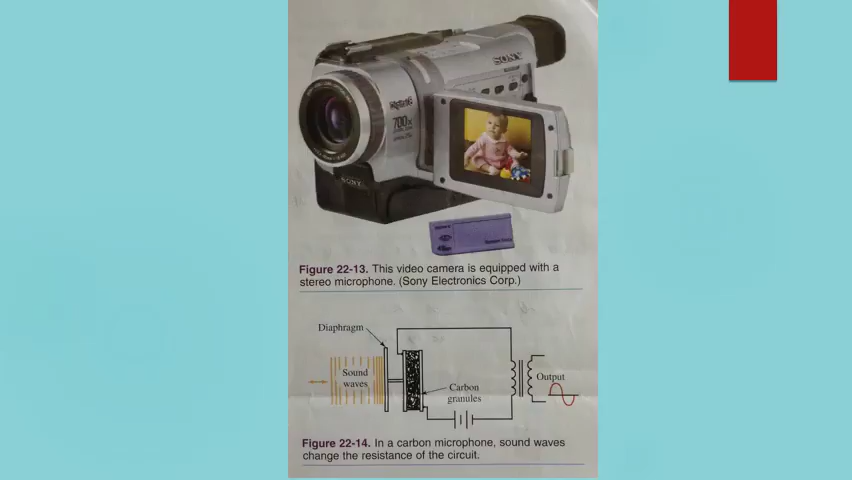 SONY
700x
SONY
Figure 22-13. This video camera is equipped with a
stereo microphone. (Sony Electronics Corp.)
Diaphragm
Sound
waves
Carbon
granules
Output
Figure 22-14. In a carbon microphone, sound waves
change the resistance of the circuit.